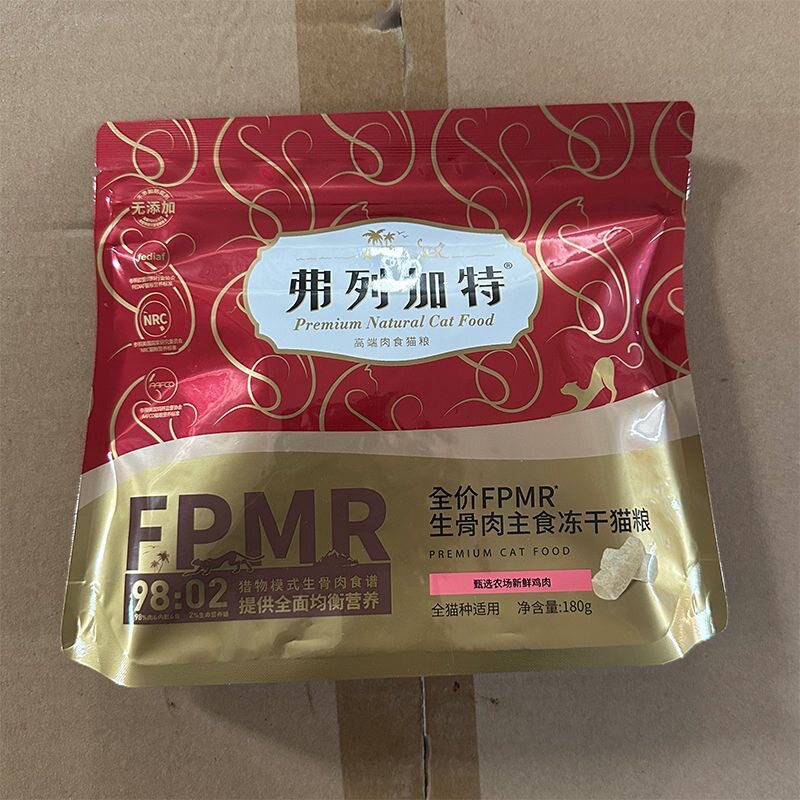 无添加
fediaf
NRC
AAFCO
弗列加特®
Premium Natural Cat Food
高端肉食猫粮
FPMR
98:02
猎物模式生骨肉食谱
提供全面均衡营养
全价FPMR*
生骨肉主食冻干猫粮
PREMIUM CAT FOOD
甄选农场新鲜鸡肉
全猫种适用 净含量:180g